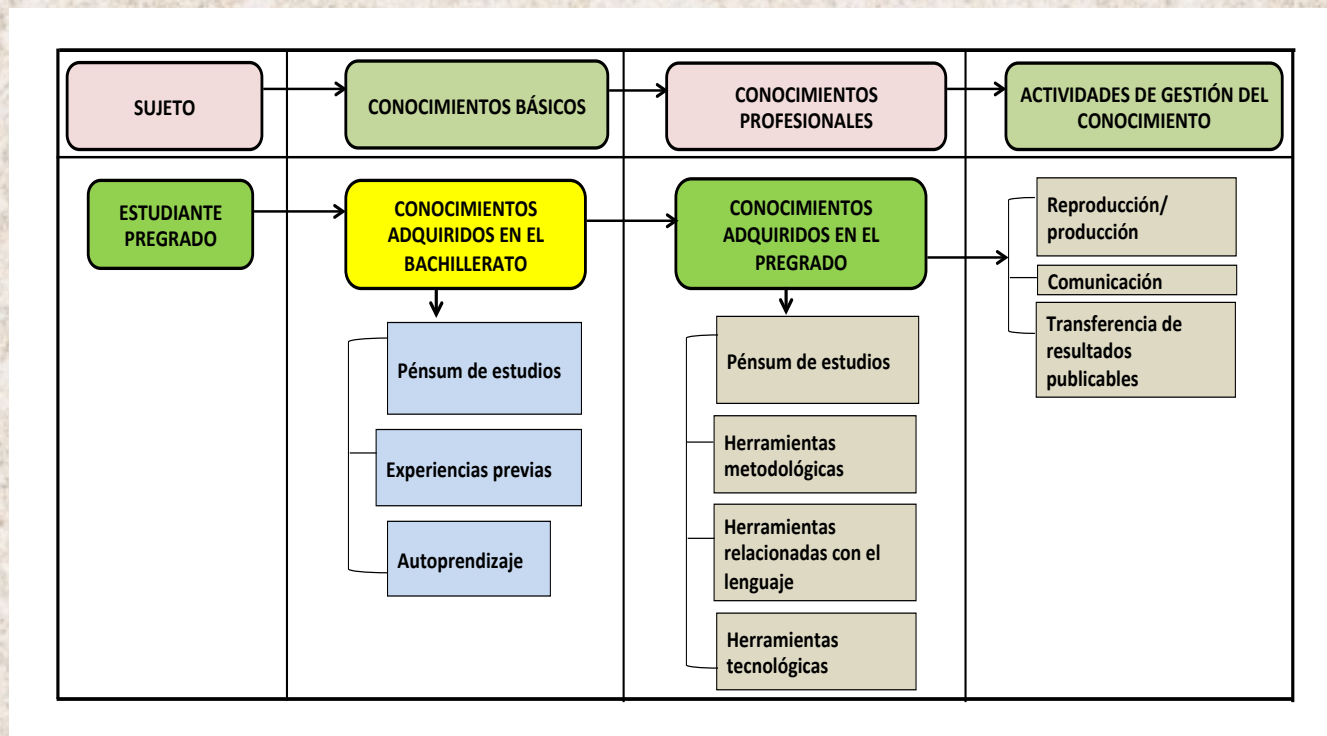 SUJETO
CONOCIMIENTOS BÁSICOS
CONOCIMIENTOS
PROFESIONALES
ACTIVIDADES DE GESTIÓN DEL
CONOCIMIENTO
ESTUDIANTE
PREGRADO
CONOCIMIENTOS
ADQUIRIDOS EN EL
BACHILLERATO
Pénsum de estudios
Experiencias previas
Autoprendizaje
CONOCIMIENTOS
ADQUIRIDOS EN EL
PREGRADO
Pénsum de estudios
Herramientas
metodológicas
Herramientas
relacionadas con el
lenguaje
Herramientas
tecnológicas
Reproducción/
producción
Comunicación
Transferencia de
resultados
publicables